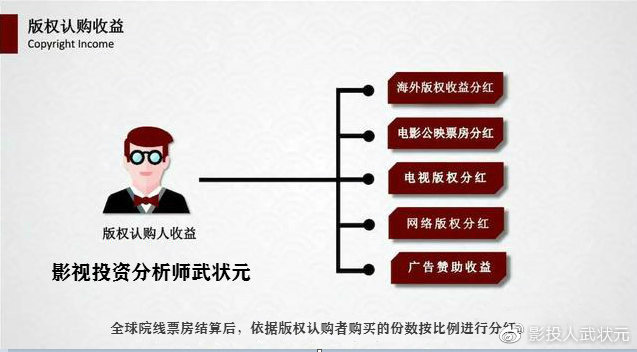 版权认购收益
Copyright Income
海外版权收益分红
电影公映票房分红
电视版权分红
网络版权分红
广告赞助收益
版权认购人收益
影视投资分析师武状元
全球院线票房结算后，依据版权认购者购买的份数按比例进行分红。
@影投人武状元